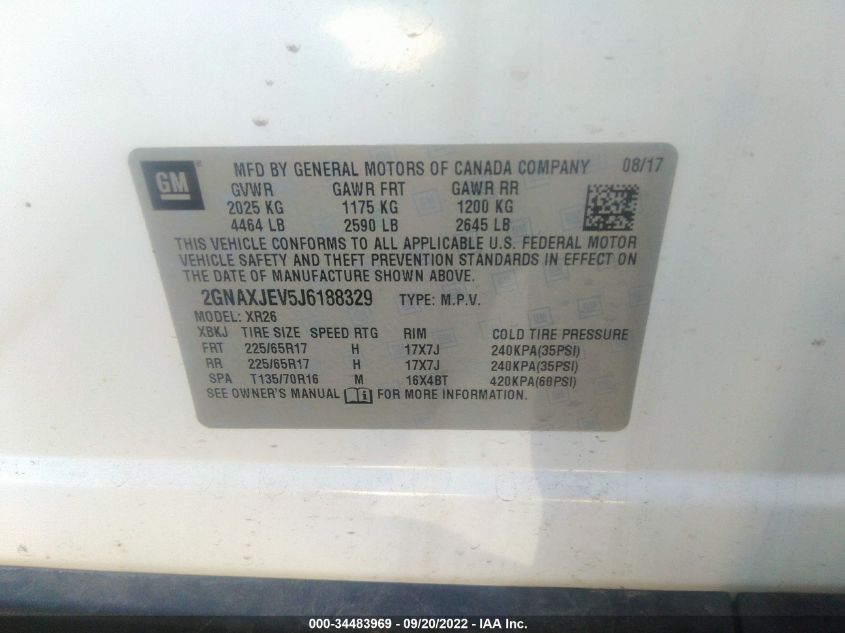 GM ® MFD BY GENERAL MOTORS OF CANADA COMPANY 08/17
GVWR GAWR FRT GAWR RR
2025 KG 1175 KG 1200 KG
4464 LB 2590 LB 2645 LB
THIS VEHICLE CONFORMS TO ALL APPLICABLE U.S. FEDERAL MOTOR
VEHICLE SAFETY AND THEFT PREVENTION STANDARDS IN EFFECT ON
THE DATE OF MANUFACTURE SHOWN ABOVE.
2GNAXJEV5J6188329 TYPE: M.P.V.
MODEL: XR26
XBKJ TIRE SIZE SPEED RTG RIM COLD TIRE PRESSURE
FRT 225/65R17 H 17X7J 240KPA(35PSI)
RR 225/65R17 H 17X7J 240KPA(35PSI)
SPA T135/70R16 M 16X4BT 420KPA(60PSI)
SEE OWNER'S MANUAL FOR MORE INFORMATION.
000-34483969 - 09/20/2022 - IAA Inc.